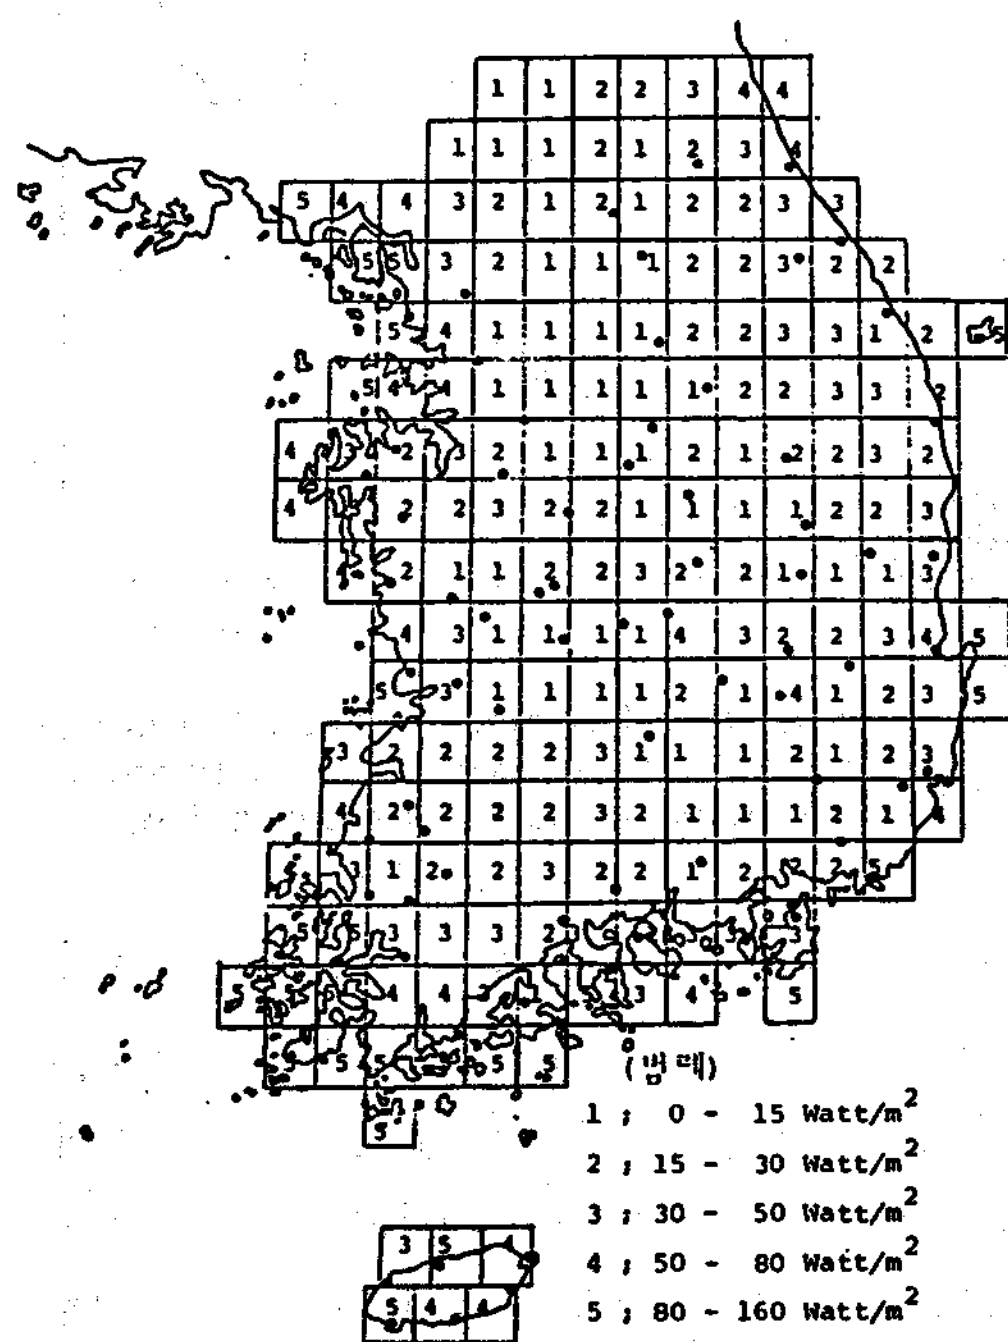 1 1 2 2 3 4 4
1 1 1 2 1 2 3 4
5 4 4 3 2 1 2 1 2 2 3 3
5 5 3 2 1 1 1 2 2 3 2 2
5 4 1 1 1 1 2 2 3 3 1 2 5
5 4 4 1 1 1 1 1 2 2 3 3 2
4 3 4 2 3 2 1 1 1 2 1 2 2 3 2
4 2 2 3 2 2 1 1 1 1 2 2 3
4 2 1 1 2 2 3 2 2 1 1 1 3
4 3 1 1 1 1 4 3 2 2 3 4 5
5 3 1 1 1 1 2 1 4 1 2 3 5
3 2 2 2 2 3 1 1 1 2 1 2 3
4 2 2 2 2 3 2 1 1 1 2 1 4
3 1 2 2 3 2 2 1 2 2 2 5
5 5 3 3 3 2 3
5 4 4 4 3 4 5
5 5 5 5
5
(범례)
1 ; 0 - 15 Watt/m²
2 ; 15 - 30 Watt/m²
3 ; 30 - 50 Watt/m²
4 ; 50 - 80 Watt/m²
5 ; 80 - 160 Watt/m²
3 5 4
5 4 4